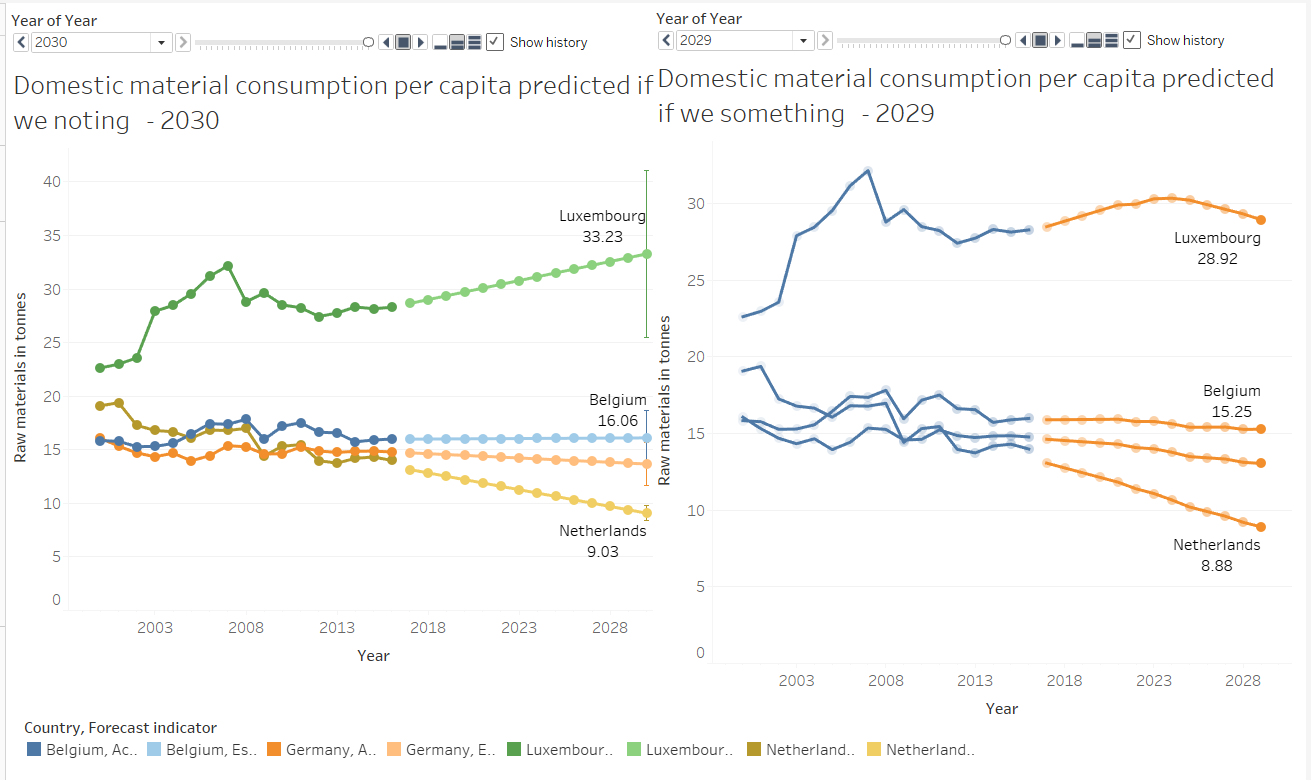 Year of Year
2030
Show history
Domestic material consumption per capita predicted if
we noting - 2030
40
35
30
25
20
15
10
5
0
Raw materials in tonnes
Luxembourg
33.23
Belgium
16.06
Netherlands
9.03
2003 2008 2013 2018 2023 2028
Year
Year of Year
2029
Show history
Domestic material consumption per capita predicted
if we something - 2029
30
25
20
15
10
5
0
Raw materials in tonnes
Luxembourg
28.92
Belgium
15.25
Netherlands
8.88
2003 2008 2013 2018 2023 2028
Year
Country, Forecast indicator
Belgium, Ac.. Belgium, Es.. Germany, A.. Germany, E.. Luxembour.. Luxembour.. Netherland.. Netherland..